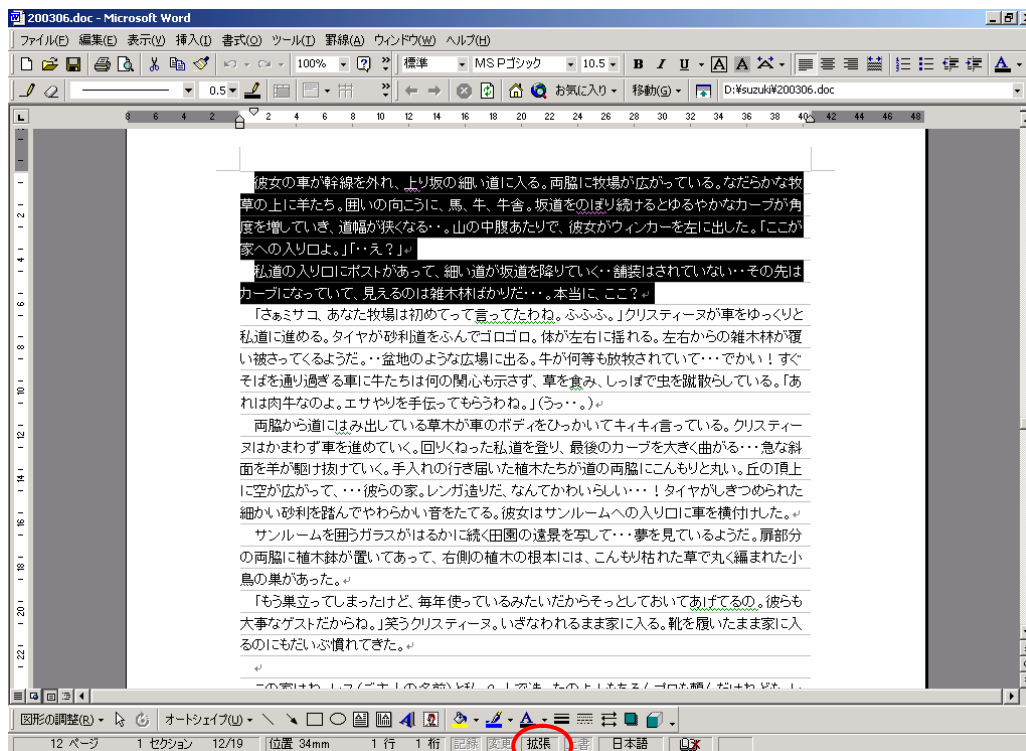 200306.doc - Microsoft Word
ファイル(F) 編集(E) 表示(V) 挿入(I) 書式(O) ツール(T) 罫線(A) ウィンドウ(W) ヘルプ(H)
100% 標準 MS Pゴシック 10.5 B I U A A A
0.5 お気に入り 移動(G) D:¥suzuki¥200306.doc
L 8 6 4 2 2 4 6 8 10 12 14 16 18 20 22 24 26 28 30 32 34 36 38 40 42 44 46 48
彼女の車が幹線を外れ、上り坂の細い道に入る。両脇に牧場が広がっている。なだらかな牧
草の上に羊たち。囲いの向こうに、馬、牛、牛舎。坂道をのぼり続けるとゆるやかなカーブが角
度を増していき、道幅が狭くなる・・。山の中腹あたりで、彼女がウィンカーを左に出した。「ここが
家への入り口よ。」「・・え？」
私道の入り口にポストがあって、細い道が坂道を降りていく・・舗装はされていない・・その先は
カーブになっていて、見えるのは雑木林ばかりだ・・・。本当に、ここ？
「さぁミサコ、あなた牧場は初めてって言ってたわね。ふふふ。」クリスティーヌが車をゆっくりと
私道に進める。タイヤが砂利道をふんでゴロゴロ。体が左右に揺れる。左右からの雑木林が覆
い被さってくるようだ。・・盆地のような広場に出る。牛が何等も放牧されていて・・・でかい！すぐ
そばを通り過ぎる車に牛たちは何の関心も示さず、草を食み、しっぽで虫を蹴散らしている。「あ
れは肉牛なのよ。エサやりを手伝ってもらうわね。」（うっ・・。）
両脇から道にはみ出している草木が車のボディをひっかいてキィキィ言っている。クリスティー
ヌはかまわず車を進めていく。回りくねった私道を登り、最後のカーブを大きく曲がる・・・急な斜
面を羊が駆け抜けていく。手入れの行き届いた植木たちが道の両脇にこんもりと丸い。丘の頂上
に空が広がって、・・・彼らの家。レンガ造りだ、なんてかわいらしい・・・！タイヤがしきつめられた
細かい砂利を踏んでやわらかい音をたてる。彼女はサンルームへの入り口に車を横付けした。
サンルームを囲うガラスがはるかに続く田園の遠景を写して・・・夢を見ているようだ。扉部分
の両脇に植木鉢が置いてあって、右側の植木の根本には、こんもり枯れた草で丸く編まれた小
鳥の巣があった。
「もう巣立ってしまったけど、毎年使っているみたいだからそっとしておいてあげてるの。彼らも
大事なゲストだからね。」笑うクリスティーヌ。いざなわれるまま家に入る。靴を履いたまま家に入
るのにもだいぶ慣れてきた。
図形の調整(R) オートシェイプ(U)
12 ページ 1 セクション 12/19 位置 34mm 1 行 1 桁 記録 変更 拡張 上書 日本語